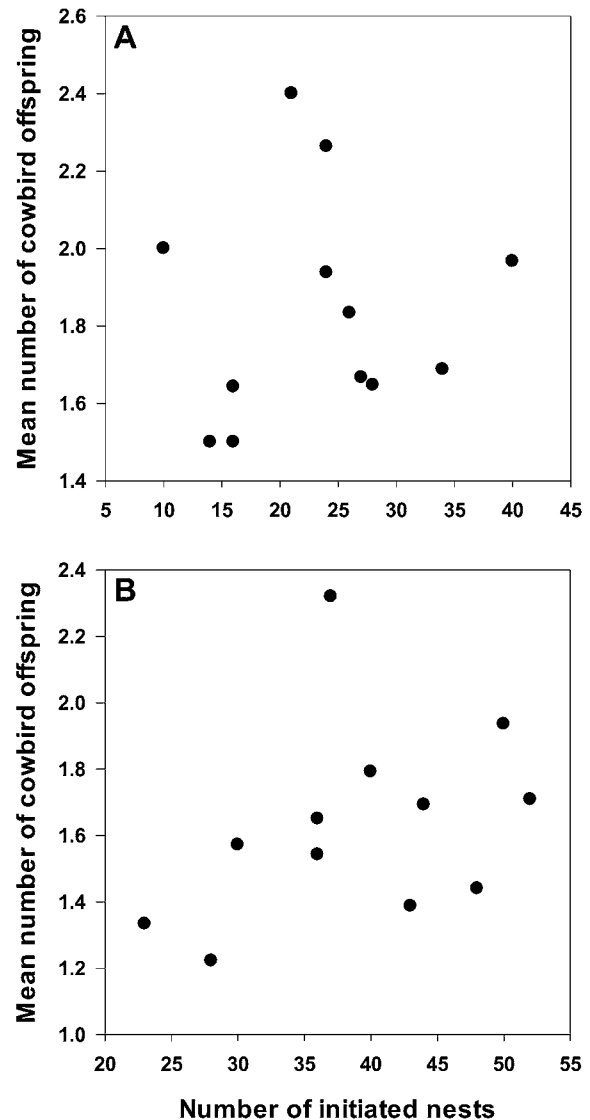 A
Mean number of cowbird offspring
2.6
2.4
2.2
2.0
1.8
1.6
1.4
5 10 15 20 25 30 35 40 45
B
Mean number of cowbird offspring
2.4
2.2
2.0
1.8
1.6
1.4
1.2
1.0
20 25 30 35 40 45 50 55
Number of initiated nests